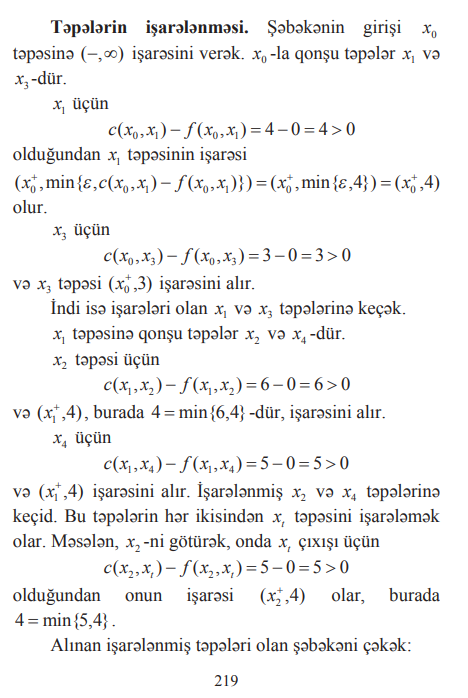 Təpələrin işarələnməsi. Şəbəkənin girişi x₀
təpəsinə (−,∞) işarəsini verək. x₀-la qonşu təpələr x₁ və
x₃-dür.
x₁ üçün
c(x₀,x₁) − f(x₀,x₁) = 4 − 0 = 4 > 0
olduğundan x₁ təpəsinin işarəsi
(x₀⁺,min{ε,c(x₀,x₁) − f(x₀,x₁)}) = (x₀⁺,min{ε,4}) = (x₀⁺,4)
olur.
x₃ üçün
c(x₀,x₃) − f(x₀,x₃) = 3 − 0 = 3 > 0
və x₃ təpəsi (x₀⁺,3) işarəsini alır.
İndi isə işarələri olan x₁ və x₃ təpələrinə keçək.
x₁ təpəsinə qonşu təpələr x₂ və x₄-dür.
x₂ təpəsi üçün
c(x₁,x₂) − f(x₁,x₂) = 6 − 0 = 6 > 0
və (x₁⁺,4), burada 4 = min{6,4}-dür, işarəsini alır.
x₄ üçün
c(x₁,x₄) − f(x₁,x₄) = 5 − 0 = 5 > 0
və (x₁⁺,4) işarəsini alır. İşarələnmiş x₂ və x₄ təpələrinə
keçid. Bu təpələrin hər ikisindən xₜ təpəsini işarələmək
olar. Məsələn, x₂-ni götürək, onda xₜ çıxışı üçün
c(x₂,xₜ) − f(x₂,xₜ) = 5 − 0 = 5 > 0
olduğundan onun işarəsi (x₂⁺,4) olar, burada
4 = min{5,4}.
Alınan işarələnmiş təpələri olan şəbəkəni çəkək:
219